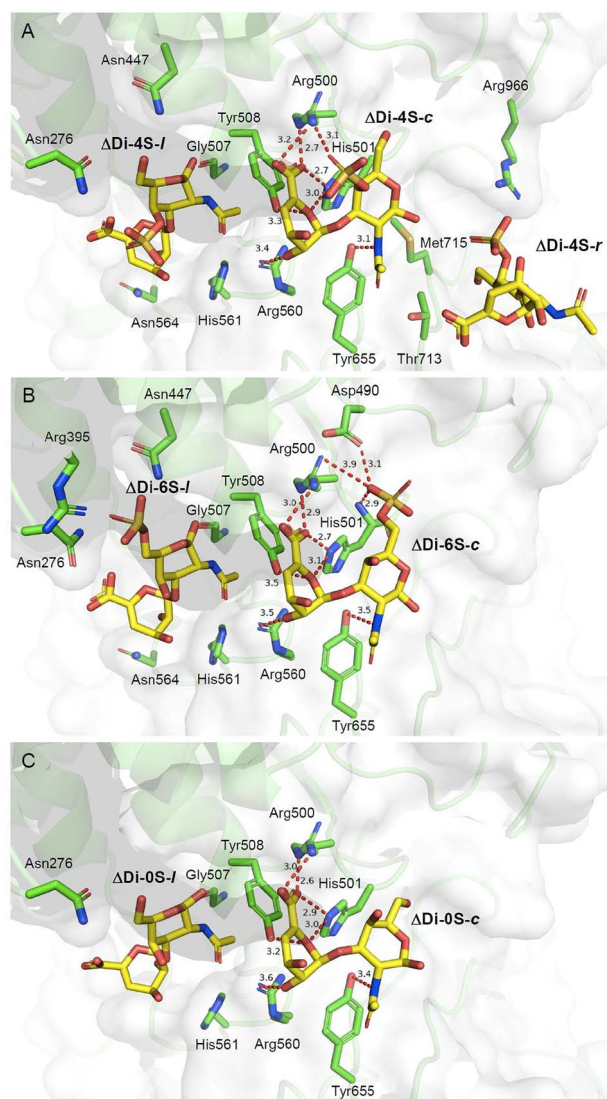 A
Asn447
Arg500
ΔDi-4S-c
Arg966
Tyr508
3.2
3.1
Asn276
ΔDi-4S-l
Gly507
2.7
His501
2.7
3.0
ΔDi-4S-r
3.3
3.4
3.1
Met715
Asn564
His561
Arg560
Tyr655
Thr713
B
Asn447
Asp490
Arg395
Arg500
3.9
3.1
ΔDi-6S-l
Tyr508
3.0
2.9
Gly507
2.9
His501
2.7
ΔDi-6S-c
Asn276
3.1
3.5
3.5
3.5
Asn564
His561
Arg560
Tyr655
C
Arg500
Tyr508
3.0
Asn276
Gly507
2.6
His501
ΔDi-0S-l
2.9
ΔDi-0S-c
3.0
3.2
3.6
3.4
His561
Arg560
Tyr655